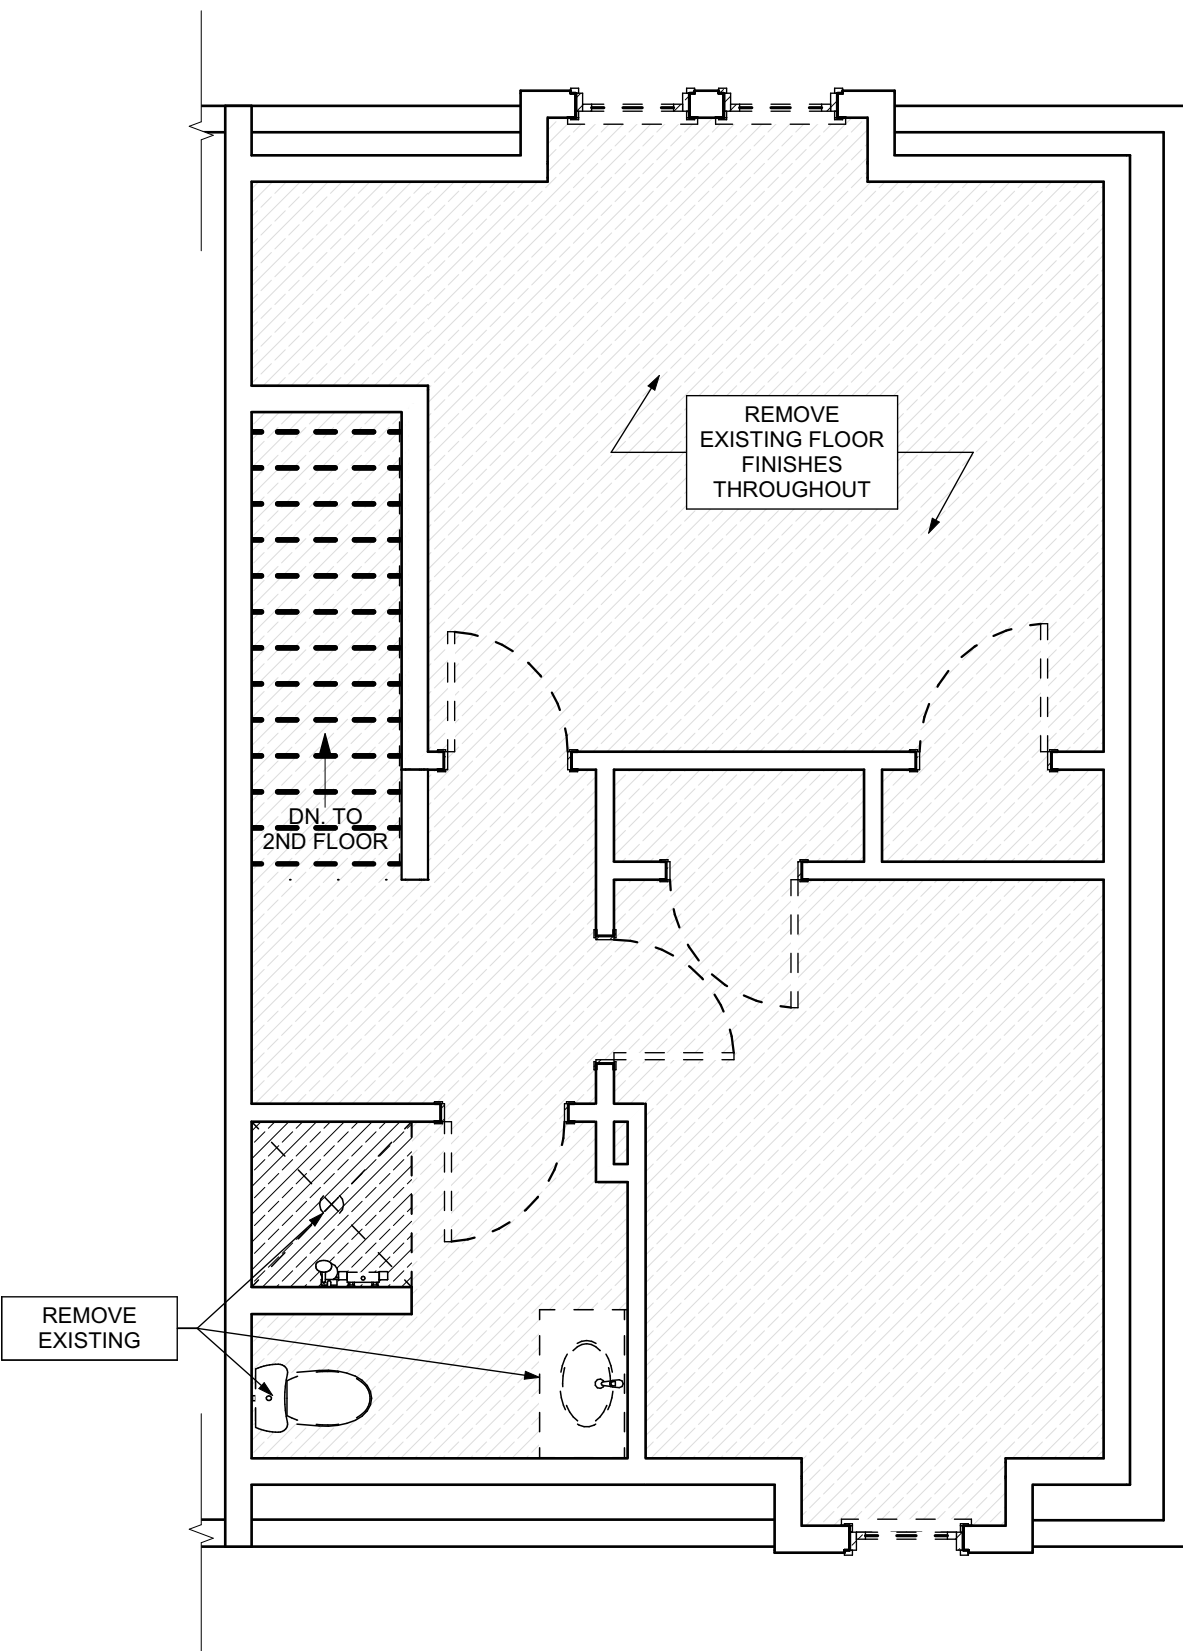 REMOVE
EXISTING FLOOR
FINISHES
THROUGHOUT
DN. TO
2ND FLOOR
REMOVE
EXISTING